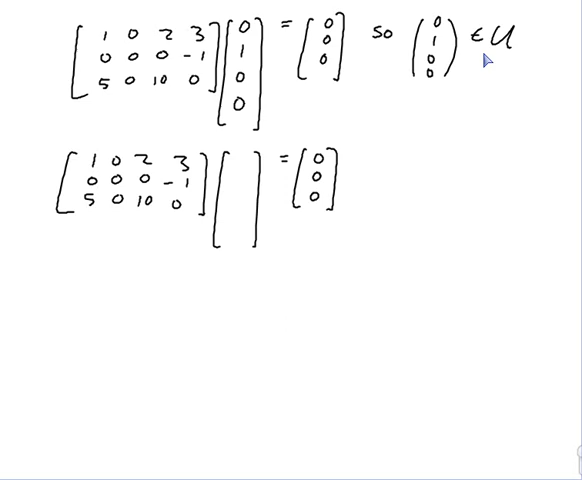 [1 0 2 3; 0 0 0 -1; 5 0 10 0] [0; 1; 0; 0] = [0; 0; 0] so (0; 1; 0; 0) ∈ U
[1 0 2 3; 0 0 0 -1; 5 0 10 0] [ ] = [0; 0; 0]